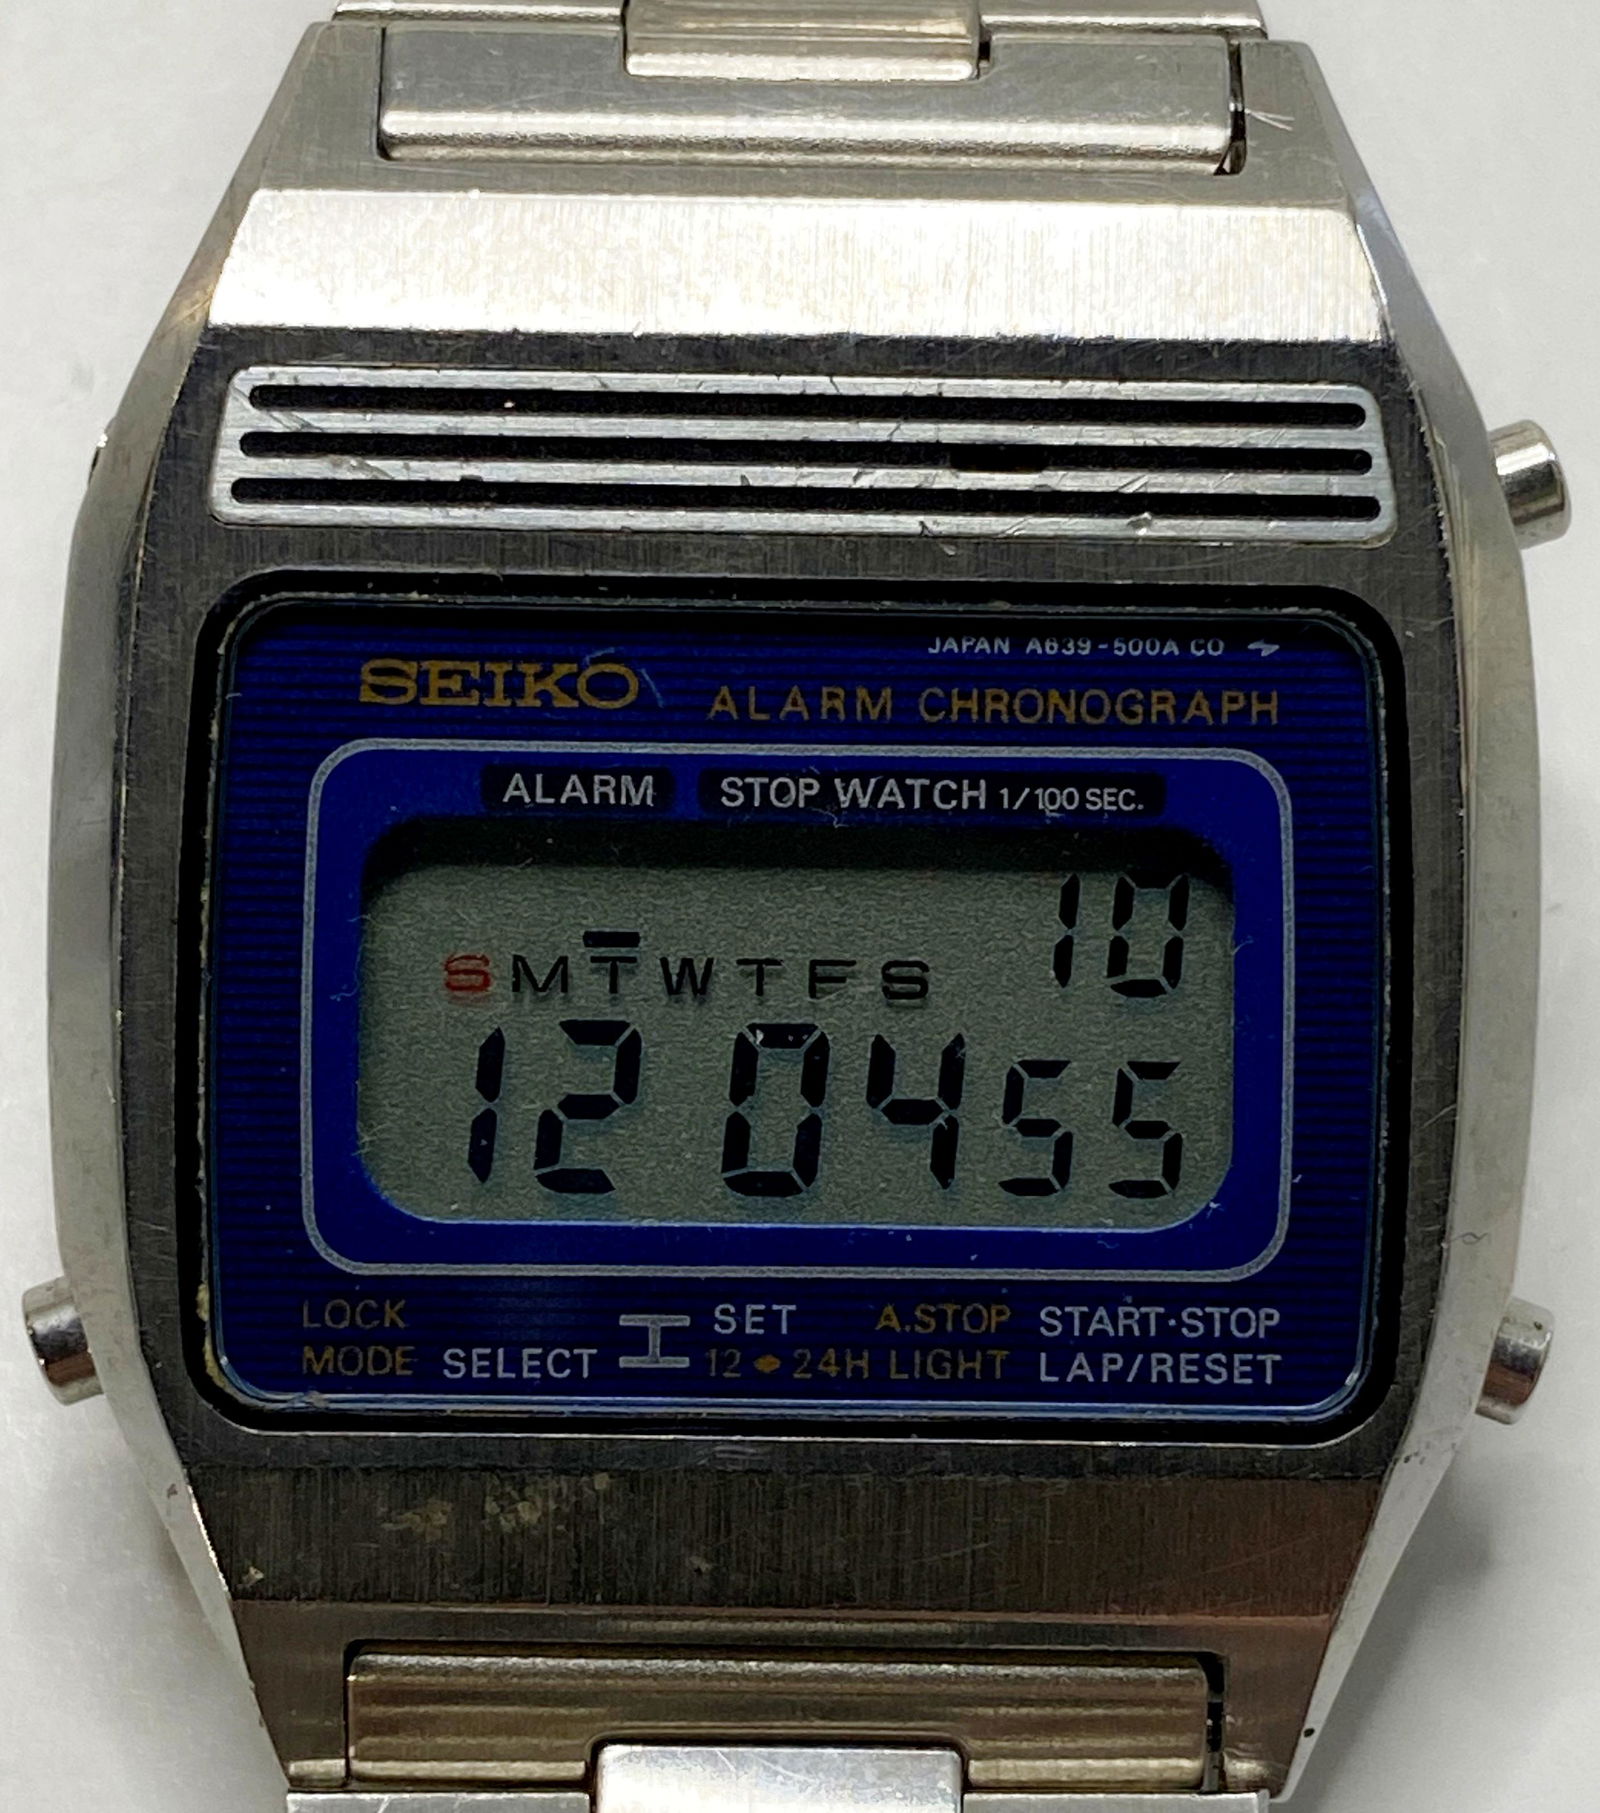 JAPAN A639-500A CO
SEIKO ALARM CHRONOGRAPH
ALARM STOP WATCH 1/100 SEC.
10
S M T W T F S
12 04 55
LOCK SET A.STOP START·STOP
MODE SELECT 12 24H LIGHT LAP/RESET